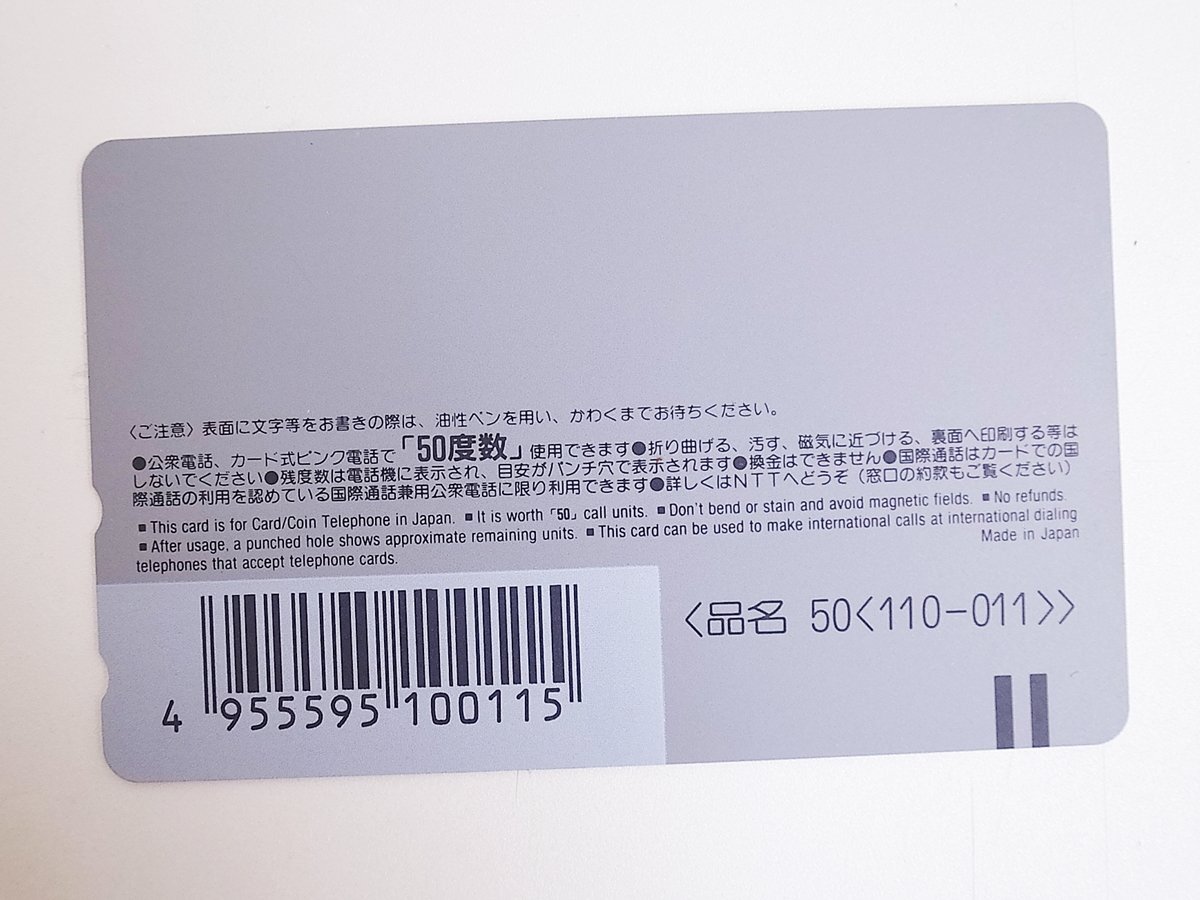 〈ご注意〉表面に文字等をお書きの際は、油性ペンを用い、かわくまでお待ちください。
●公衆電話、カード式ピンク電話で「50度数」使用できます●折り曲げる、汚す、磁気に近づける、裏面へ印刷する等は
しないでください●残度数は電話機に表示され、目安がパンチ穴で表示されます●換金はできません●国際通話はカードでの国
際通話の利用を認めている国際通話兼用公衆電話に限り利用できます●詳しくはNTTへどうぞ（窓口の約款もご覧ください）
■This card is for Card/Coin Telephone in Japan. ■It is worth「50」call units. ■Don't bend or stain and avoid magnetic fields. ■No refunds.
■After usage, a punched hole shows approximate remaining units. ■This card can be used to make international calls at international dialing
telephones that accept telephone cards.
Made in Japan
〈品名 50<110-011>〉
4 955595 100115